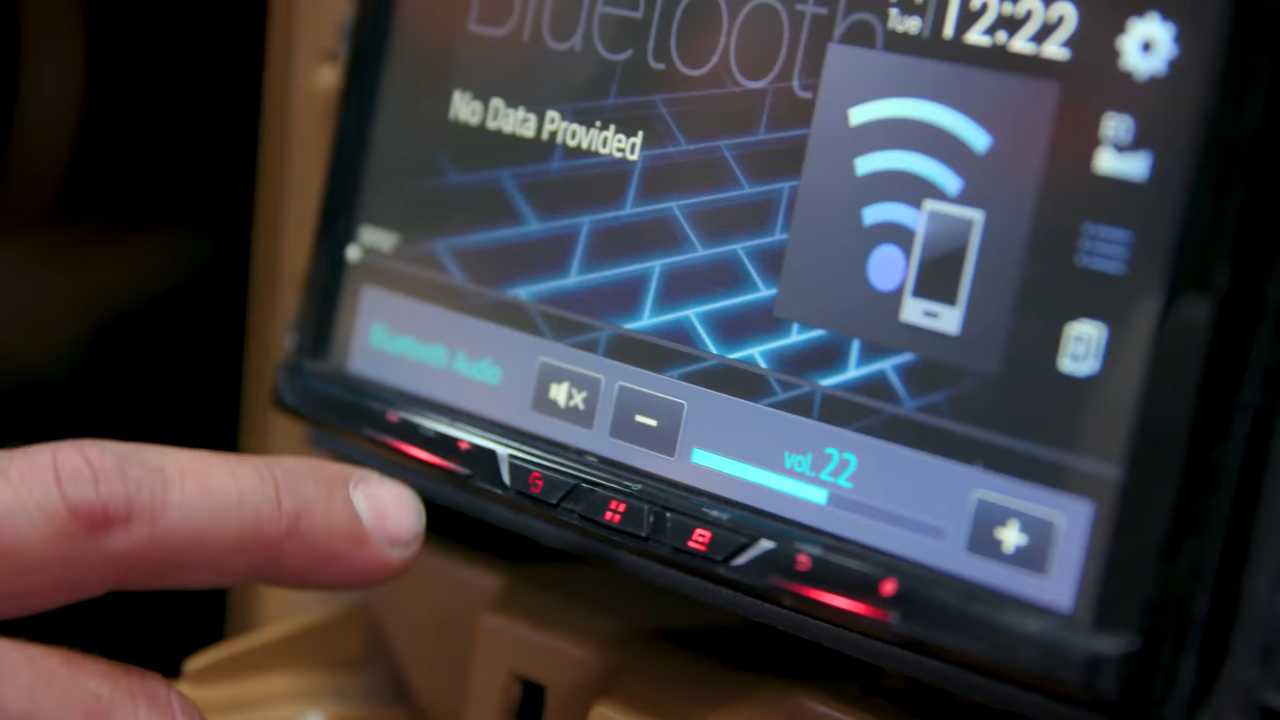 Bluetooth
Tue 12:22
No Data Provided
Bluetooth Audio
vol. 22